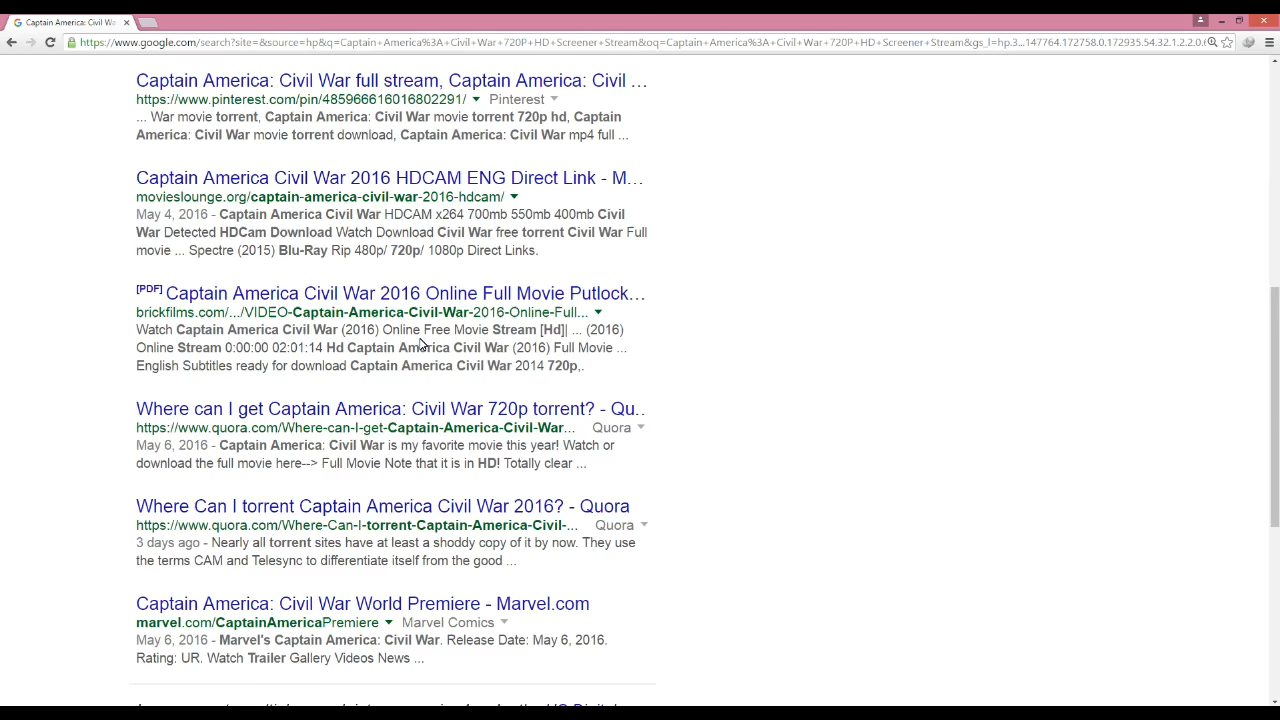 Captain America: Civil Wa
https://www.google.com/search?site=&source=hp&q=Captain+America%3A+Civil+War+720P+HD+Screener+Stream&oq=Captain+America%3A+Civil+War+720P+HD+Screener+Stream&gs_l=hp.3...147764.172758.0.172935.54.32.1.2.2.0.
Captain America: Civil War full stream, Captain America: Civil ...
https://www.pinterest.com/pin/485966616016802291/ Pinterest
... War movie torrent, Captain America: Civil War movie torrent 720p hd, Captain
America: Civil War movie torrent download, Captain America: Civil War mp4 full ...
Captain America Civil War 2016 HDCAM ENG Direct Link - M...
movieslounge.org/captain-america-civil-war-2016-hdcam/
May 4, 2016 - Captain America Civil War HDCAM x264 700mb 550mb 400mb Civil
War Detected HDCam Download Watch Download Civil War free torrent Civil War Full
movie ... Spectre (2015) Blu-Ray Rip 480p/ 720p/ 1080p Direct Links.
[PDF] Captain America Civil War 2016 Online Full Movie Putlock...
brickfilms.com/.../VIDEO-Captain-America-Civil-War-2016-Online-Full...
Watch Captain America Civil War (2016) Online Free Movie Stream [Hd]| ... (2016)
Online Stream 0:00:00 02:01:14 Hd Captain America Civil War (2016) Full Movie ...
English Subtitles ready for download Captain America Civil War 2014 720p,.
Where can I get Captain America: Civil War 720p torrent? - Qu..
https://www.quora.com/Where-can-I-get-Captain-America-Civil-War... Quora
May 6, 2016 - Captain America: Civil War is my favorite movie this year! Watch or
download the full movie here--> Full Movie Note that it is in HD! Totally clear ...
Where Can I torrent Captain America Civil War 2016? - Quora
https://www.quora.com/Where-Can-I-torrent-Captain-America-Civil-... Quora
3 days ago - Nearly all torrent sites have at least a shoddy copy of it by now. They use
the terms CAM and Telesync to differentiate itself from the good ...
Captain America: Civil War World Premiere - Marvel.com
marvel.com/CaptainAmericaPremiere Marvel Comics
May 6, 2016 - Marvel's Captain America: Civil War. Release Date: May 6, 2016.
Rating: UR. Watch Trailer Gallery Videos News ...